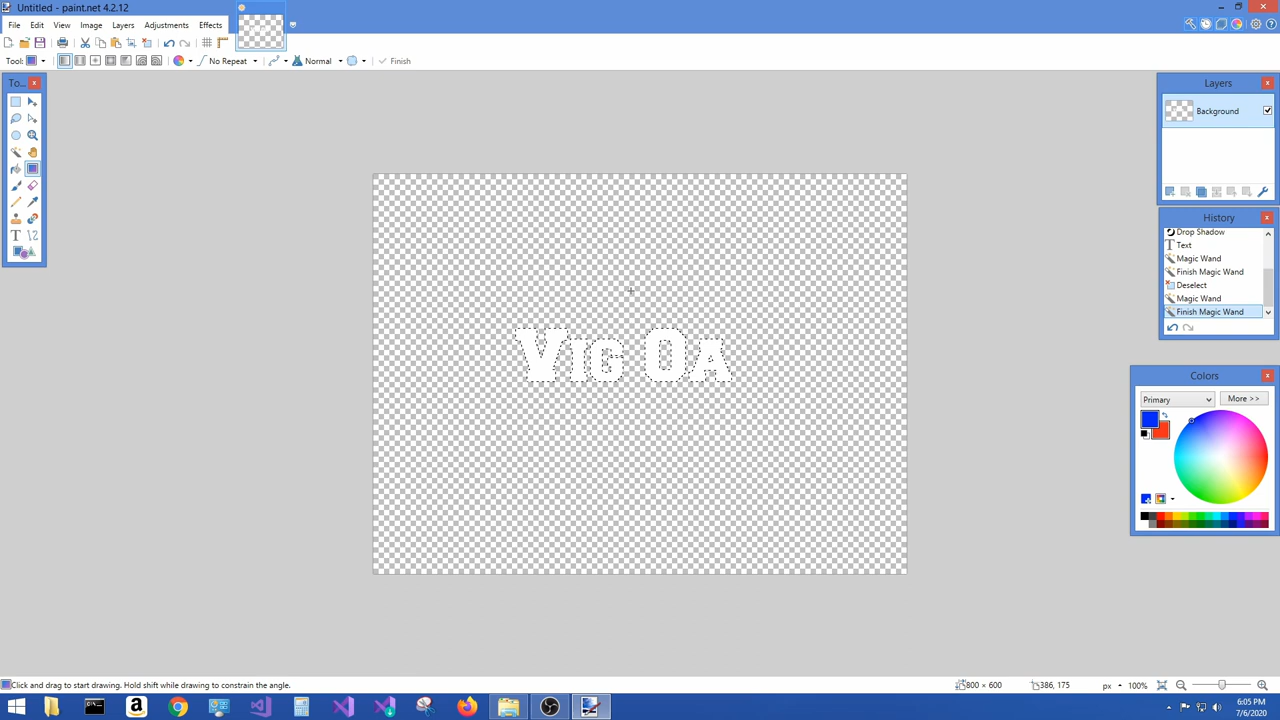 Untitled - paint.net 4.2.12
File Edit View Image Layers Adjustments Effects
Tool: No Repeat Normal Finish
To...
Layers
Background
History
Drop Shadow
Text
Magic Wand
Finish Magic Wand
Deselect
Magic Wand
Finish Magic Wand
VIG OA
Colors
Primary More >>
Click and drag to start drawing. Hold shift while drawing to constrain the angle. 800 × 600 386, 175 px 100%
6:05 PM
7/6/2020